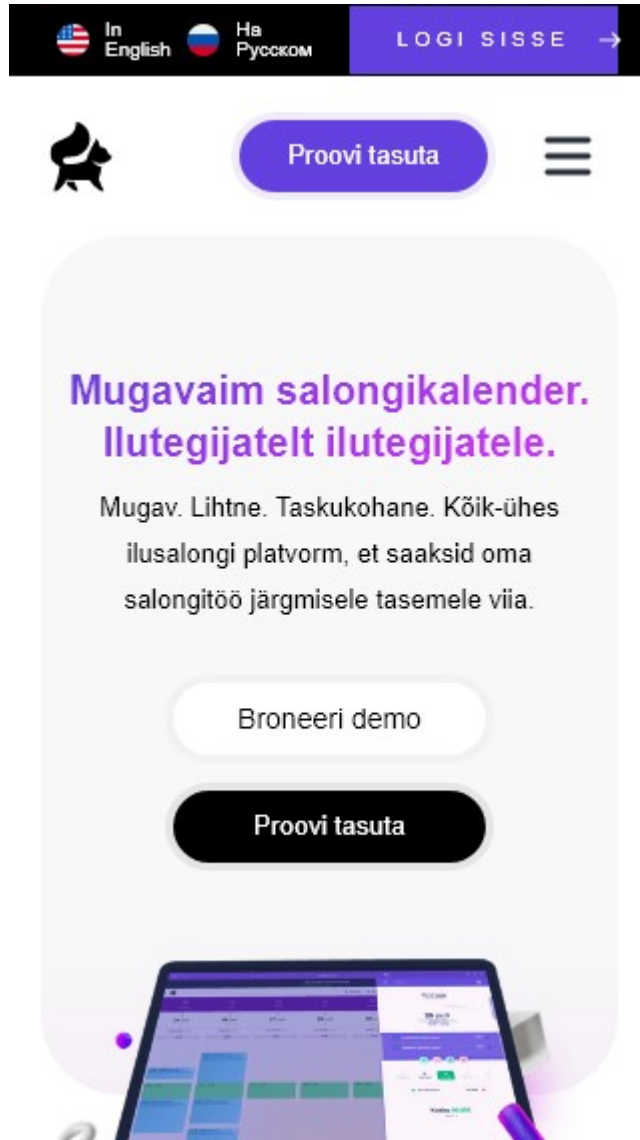 In
English
На
Русском
LOGI SISSE →
Proovi tasuta
Mugavaim salongikalender.
Ilutegijatelt ilutegijatele.
Mugav. Lihtne. Taskukohane. Kõik-ühes
ilusalongi platvorm, et saaksid oma
salongitöö järgmisele tasemele viia.
Broneeri demo
Proovi tasuta